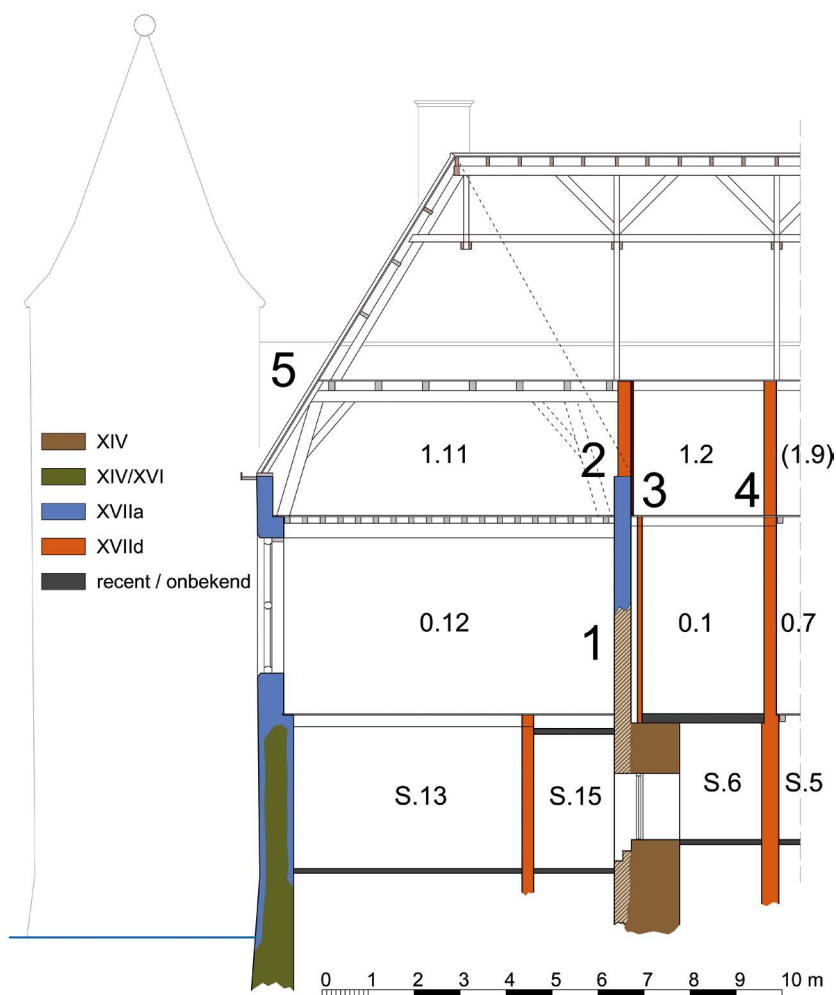 5
1.11
2
1.2
(1.9)
3
4
XIV
XIV/XVI
XVIIa
XVIId
recent / onbekend
0.12
1
0.1
0.7
S.13
S.15
S.6
S.5
0 1 2 3 4 5 6 7 8 9 10 m